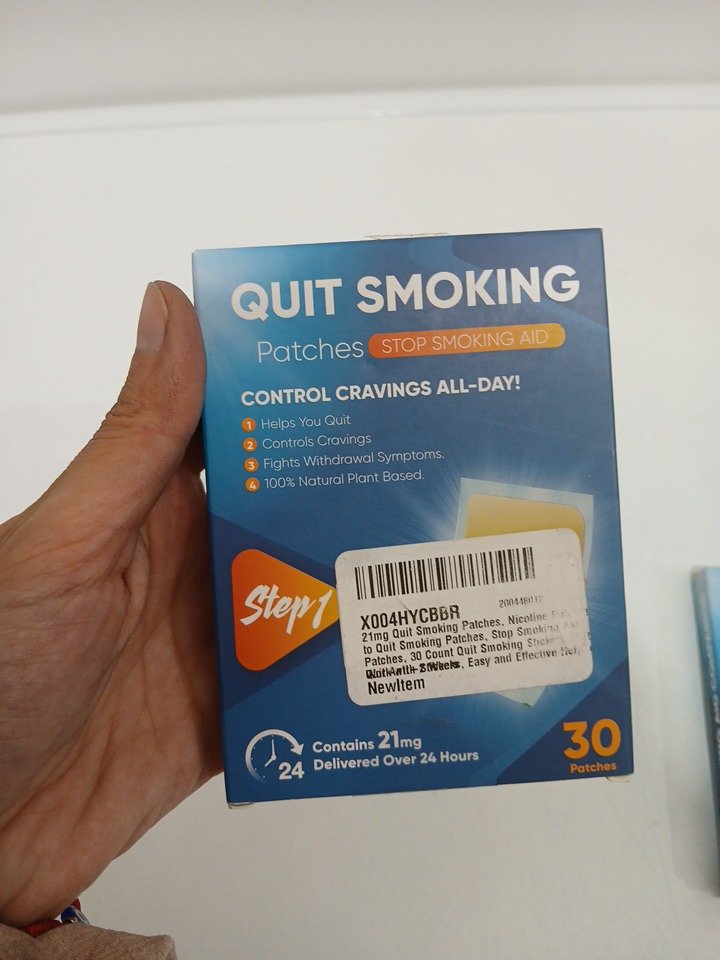 QUIT SMOKING
Patches STOP SMOKING AID
CONTROL CRAVINGS ALL-DAY!
1 Helps You Quit
2 Controls Cravings
3 Fights Withdrawal Symptoms.
4 100% Natural Plant Based.
Step 1
X004HYCBBR
200448012
21mg Quit Smoking Patches, Nicotine
to Quit Smoking Patches, Stop Smoking
Patches, 30 Count Quit Smoking Stickers
Easy and Effective
NewItem
24
Contains 21mg
Delivered Over 24 Hours
30
Patches